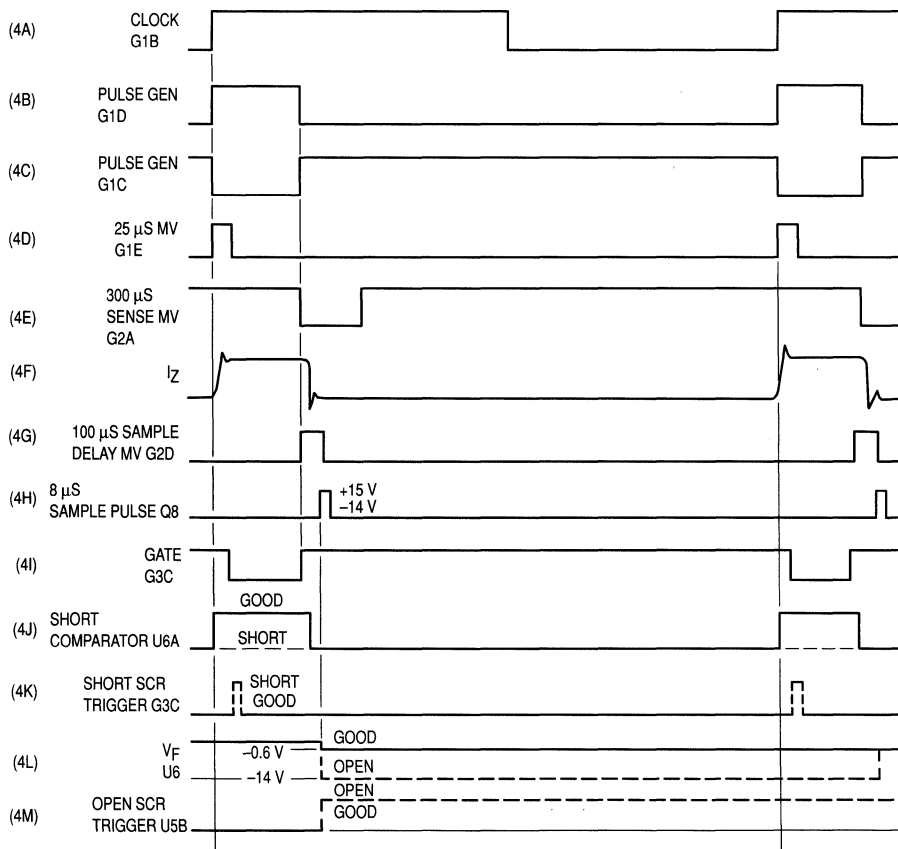 (4A) CLOCK
G1B
(4B) PULSE GEN
G1D
(4C) PULSE GEN
G1C
(4D) 25 μS MV
G1E
(4E) 300 μS
SENSE MV
G2A
(4F) IZ
(4G) 100 μS SAMPLE
DELAY MV G2D
(4H) 8 μS
SAMPLE PULSE Q8
+15 V
–14 V
(4I) GATE
G3C
GOOD
(4J) SHORT
COMPARATOR U6A
SHORT
(4K) SHORT SCR
TRIGGER G3C
SHORT
GOOD
(4L) VF
U6
–0.6 V
–14 V
GOOD
OPEN
(4M) OPEN SCR
TRIGGER U5B
OPEN
GOOD